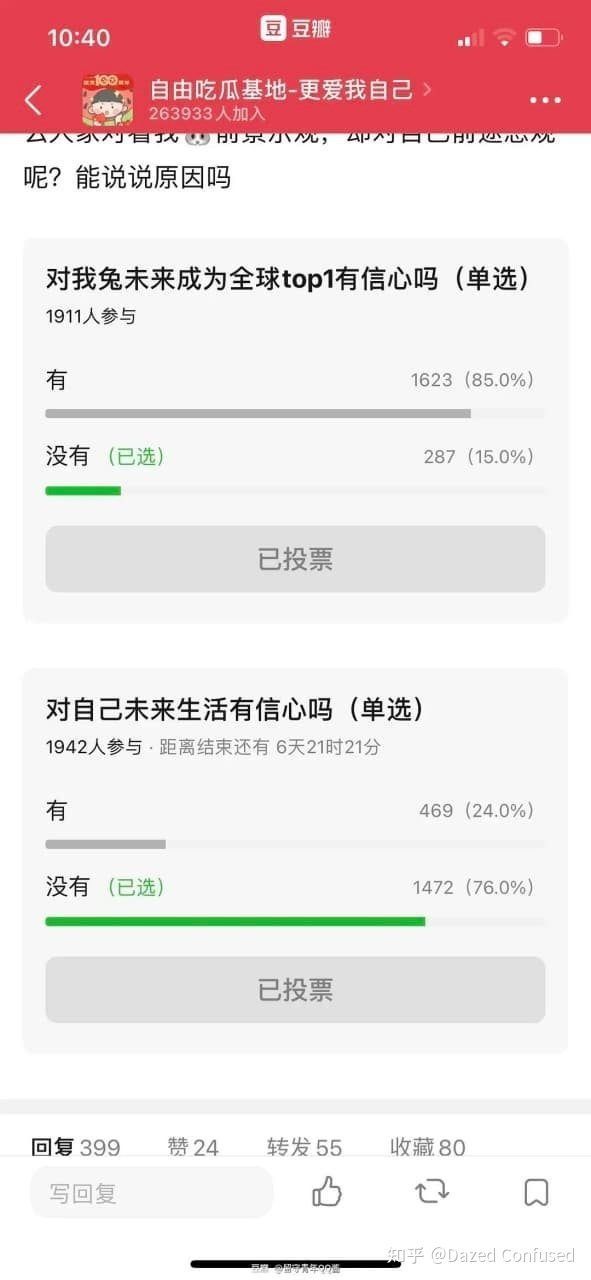 10:40
豆 豆瓣
自由吃瓜基地-更爱我自己
263933人加入
呢？能说说原因吗
对我兔未来成为全球top1有信心吗（单选）
1911人参与
有 1623（85.0%）
没有（已选） 287（15.0%）
已投票
对自己未来生活有信心吗（单选）
1942人参与 · 距离结束还有 6天21时21分
有 469（24.0%）
没有（已选） 1472（76.0%）
已投票
回复 399 赞 24 转发 55 收藏 80
写回复
知乎 @Dazed Confused